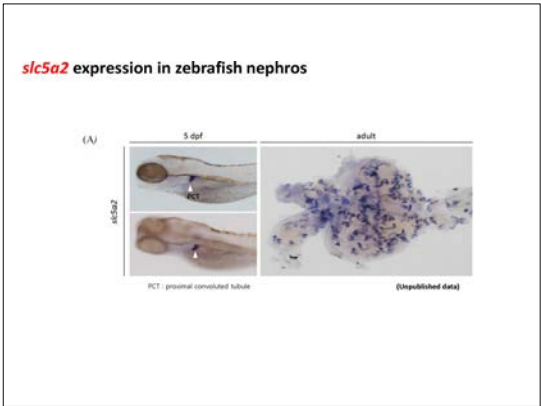 slc5a2 expression in zebrafish nephros
(A)
5 dpf
adult
slc5a2
PCT
PCT : proximal convoluted tubule
(Unpublished data)